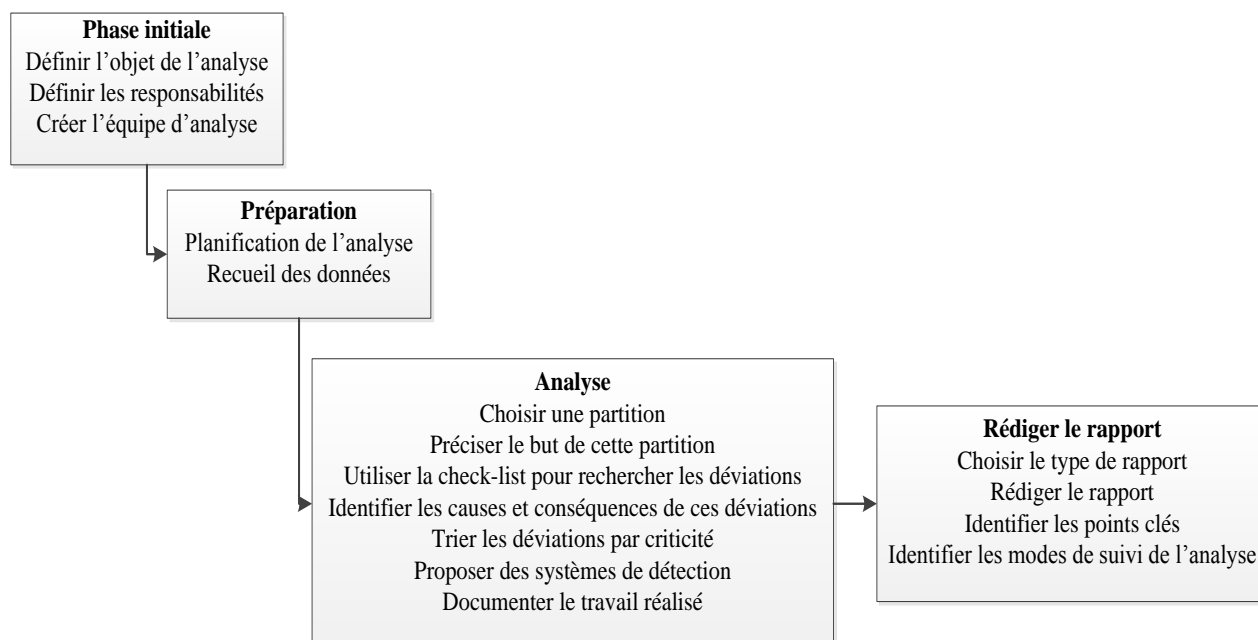 Phase initiale
Définir l’objet de l’analyse
Définir les responsabilités
Créer l’équipe d’analyse
Préparation
Planification de l’analyse
Recueil des données
Analyse
Choisir une partition
Préciser le but de cette partition
Utiliser la check-list pour rechercher les déviations
Identifier les causes et conséquences de ces déviations
Trier les déviations par criticité
Proposer des systèmes de détection
Documenter le travail réalisé
Rédiger le rapport
Choisir le type de rapport
Rédiger le rapport
Identifier les points clés
Identifier les modes de suivi de l’analyse